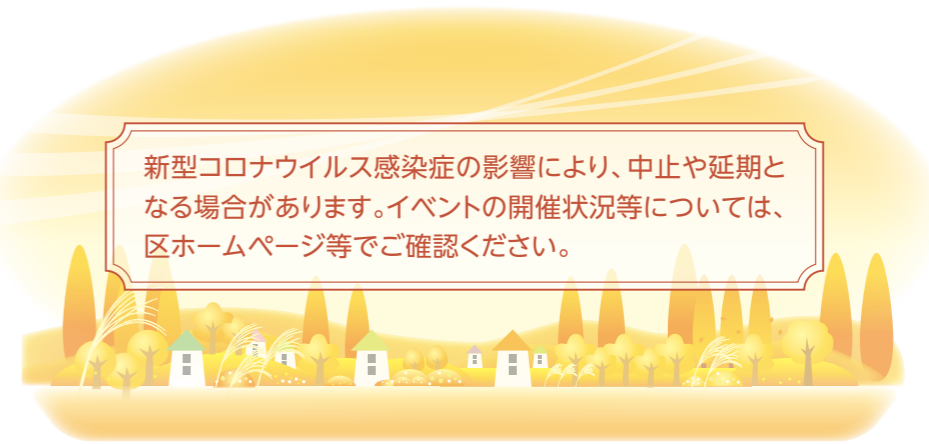 新型コロナウイルス感染症の影響により、中止や延期と
なる場合があります。イベントの開催状況等については、
区ホームページ等でご確認ください。